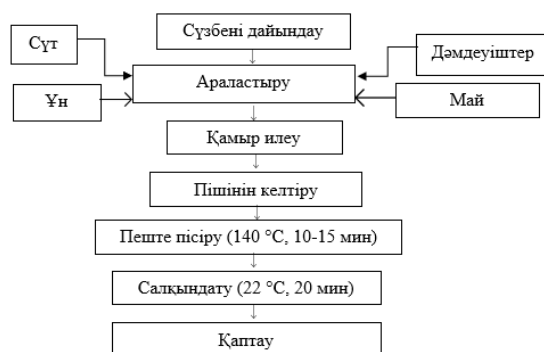 Сүзбені дайындау
Сүт
Дәмдеуіштер
Араластыру
Ұн
Май
Қамыр илеу
Пішінін келтіру
Пеште пісіру (140 °С, 10-15 мин)
Салқындату (22 °С, 20 мин)
Қаптау